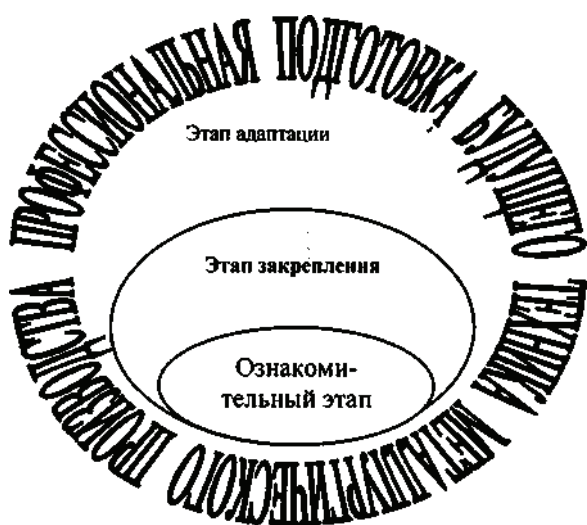 ПРОФЕССИОНАЛЬНАЯ ПОДГОТОВКА БУДУЩЕГО ТЕХНИКА МЕТАЛЛУРГИЧЕСКОГО ПРОИЗВОДСТВА
Этап адаптации
Этап закрепления
Ознакоми-
тельный этап